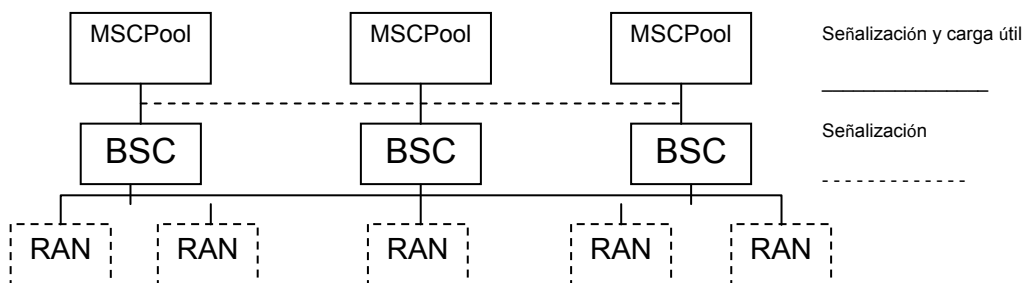 MSCPool MSCPool MSCPool
Señalización y carga útil
Señalización
BSC BSC BSC
RAN RAN RAN RAN RAN